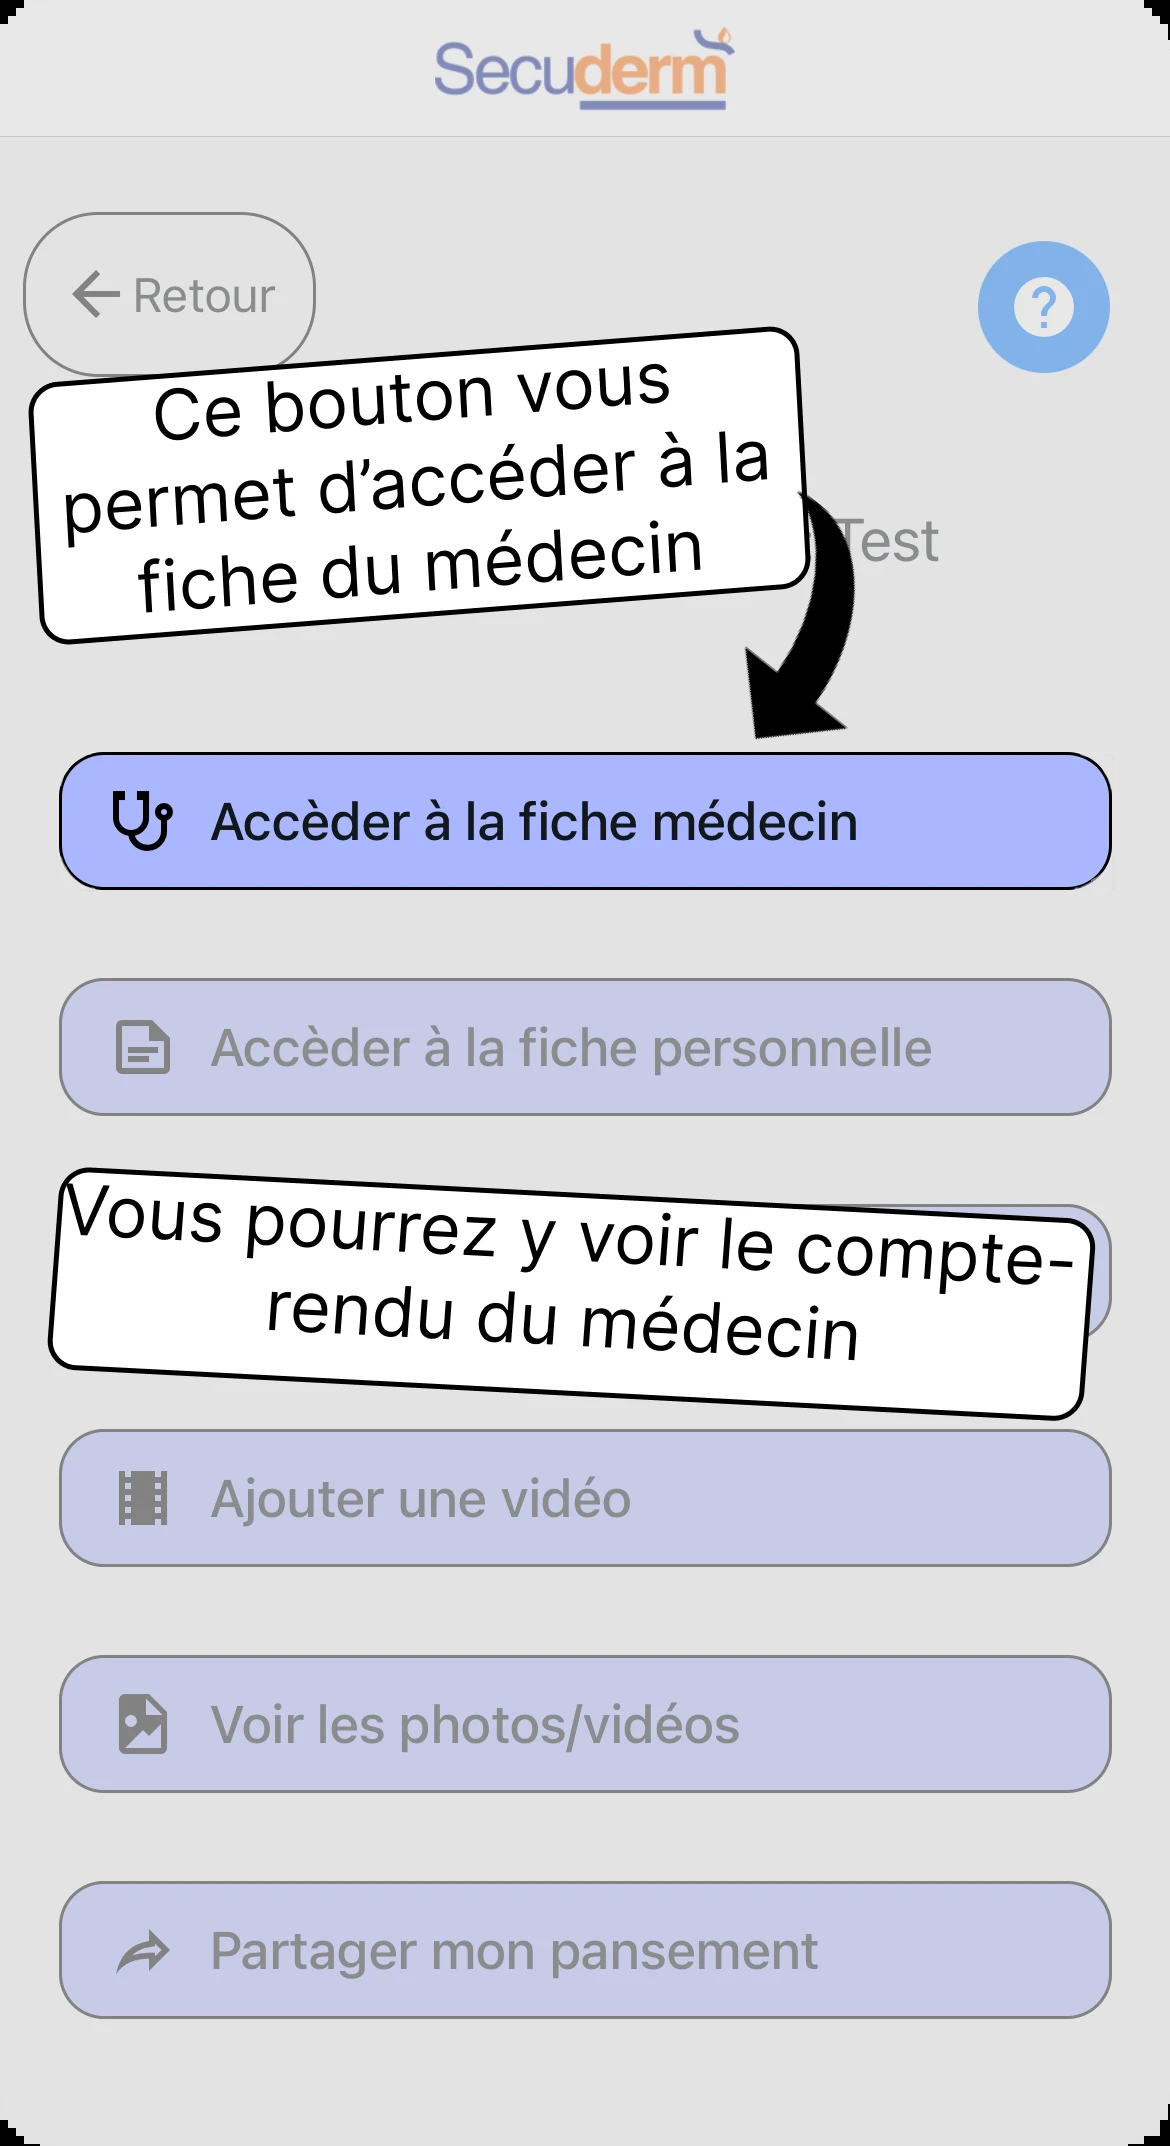 Secuderm
Retour
Ce bouton vous
permet d’accéder à la
fiche du médecin
Test
Accèder à la fiche médecin
Accèder à la fiche personnelle
Vous pourrez y voir le compte-
rendu du médecin
Ajouter une vidéo
Voir les photos/vidéos
Partager mon pansement